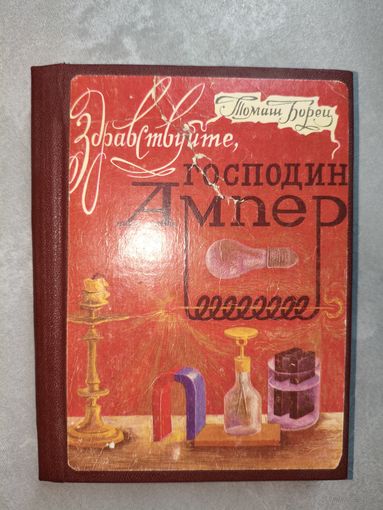 Томаш Борец
Здравствуйте,
господин
Ампер